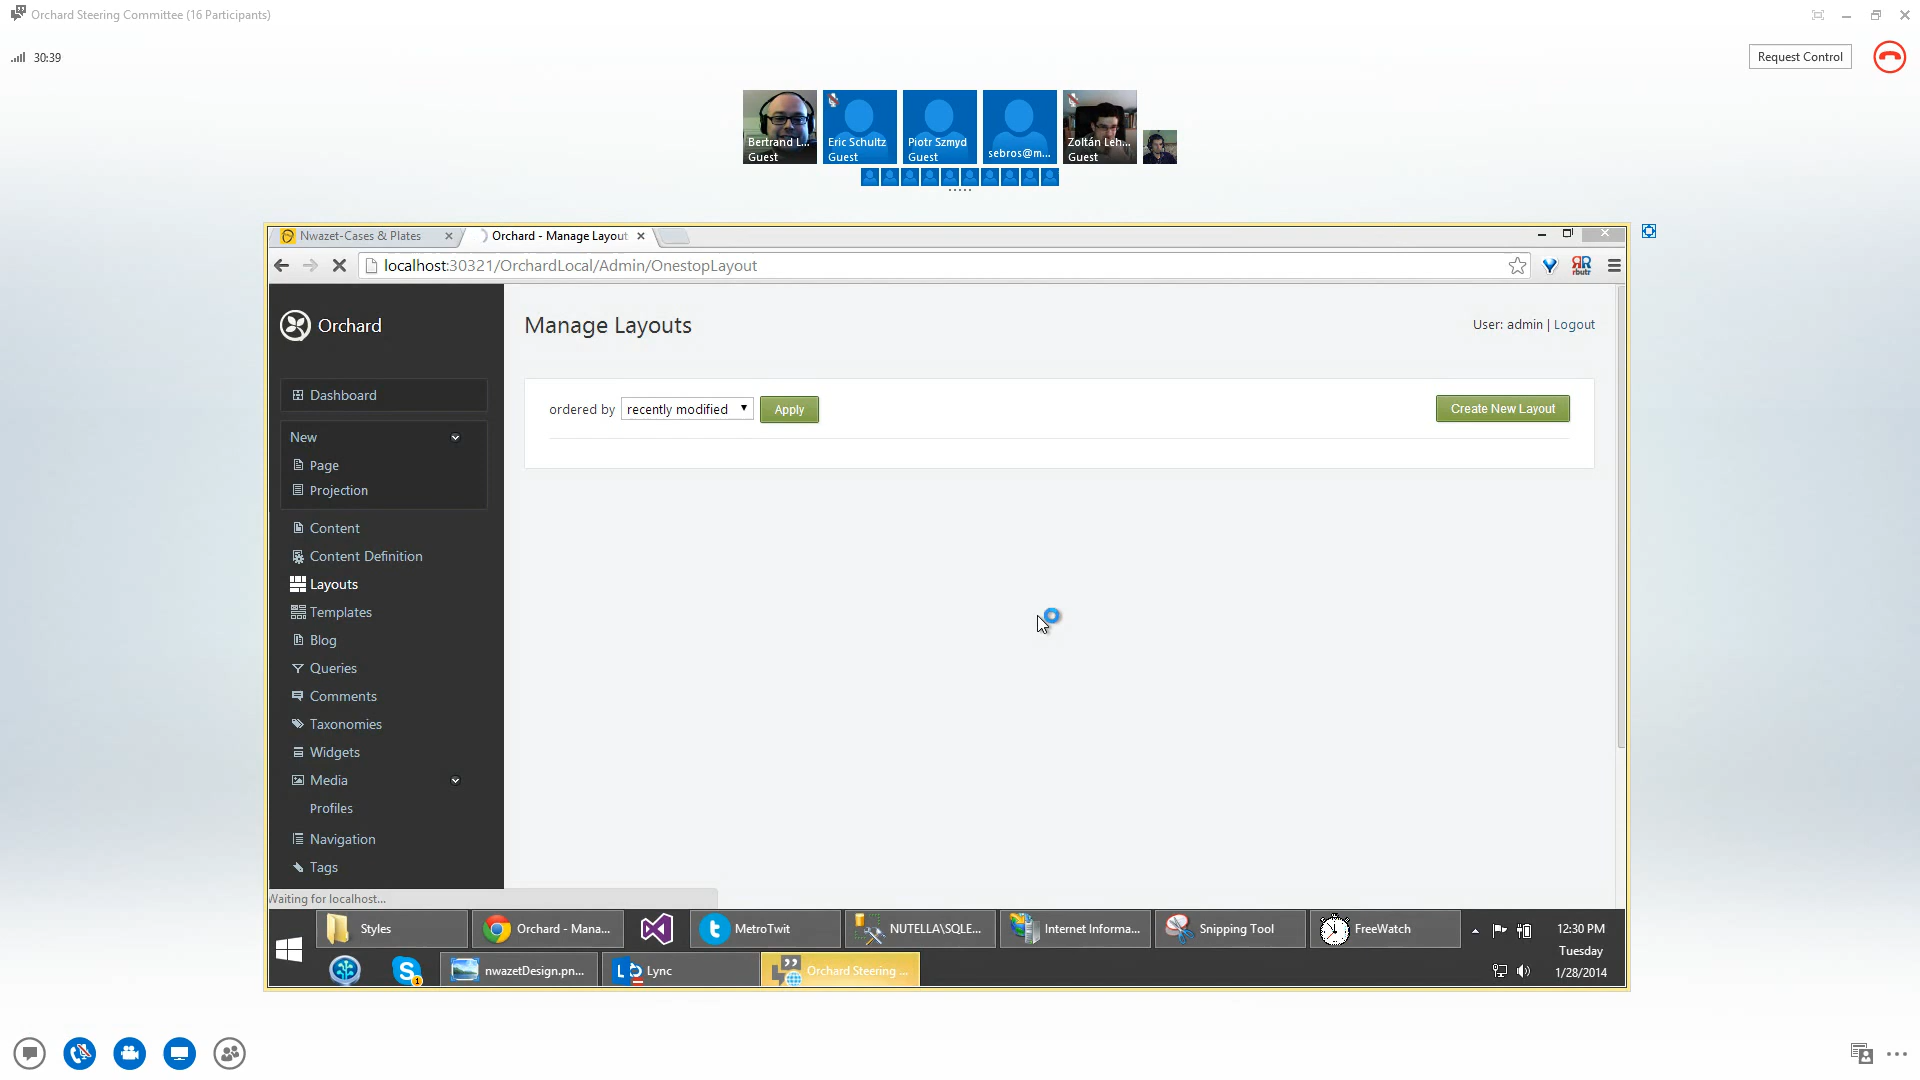 Orchard Steering Committee (16 Participants)
30:39
Request Control
Bertrand L...
Guest
Eric Schultz
Guest
Piotr Szmyd
Guest
sebros@m...
Zoltán Leh...
Guest
Nwazet-Cases & Plates
Orchard - Manage Layout
localhost:30321/OrchardLocal/Admin/OnestopLayout
rbutr
Orchard
Manage Layouts
User: admin | Logout
Dashboard
ordered by recently modified Apply
Create New Layout
New
Page
Projection
Content
Content Definition
Layouts
Templates
Blog
Queries
Comments
Taxonomies
Widgets
Media
Profiles
Navigation
Tags
Waiting for localhost...
Styles
Orchard - Mana...
MetroTwit
NUTELLA\SQLE...
Internet Informa...
Snipping Tool
FreeWatch
12:30 PM
Tuesday
1/28/2014
1
nwazetDesign.pn...
Lync
Orchard Steering ...